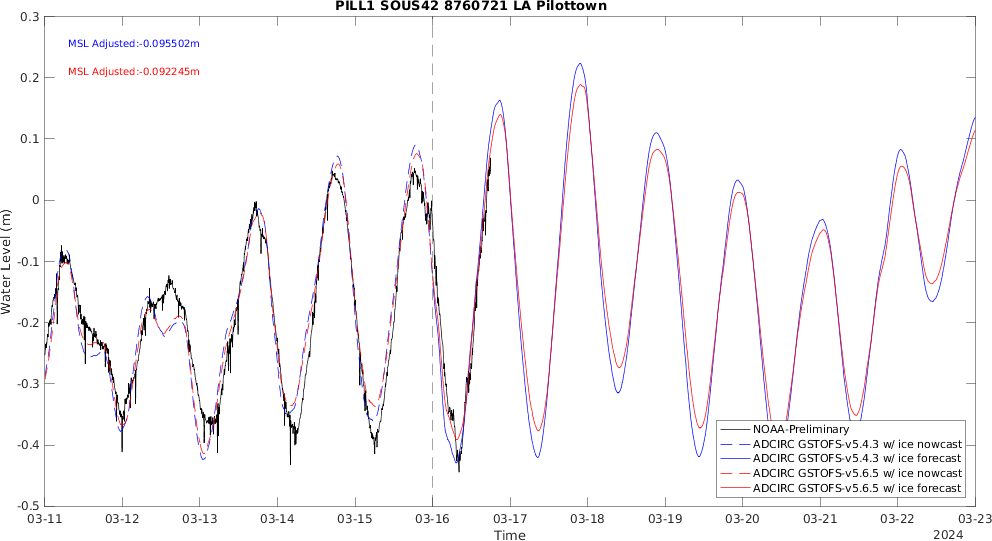 PILL1 SOUS42 8760721 LA Pilottown
MSL Adjusted:-0.095502m
MSL Adjusted:-0.092245m
Water Level (m)
0.3
0.2
0.1
0
-0.1
-0.2
-0.3
-0.4
-0.5
NOAA-Preliminary
ADCIRC GSTOFS-v5.4.3 w/ ice nowcast
ADCIRC GSTOFS-v5.4.3 w/ ice forecast
ADCIRC GSTOFS-v5.6.5 w/ ice nowcast
ADCIRC GSTOFS-v5.6.5 w/ ice forecast
03-11 03-12 03-13 03-14 03-15 03-16 03-17 03-18 03-19 03-20 03-21 03-22 03-23
Time
2024